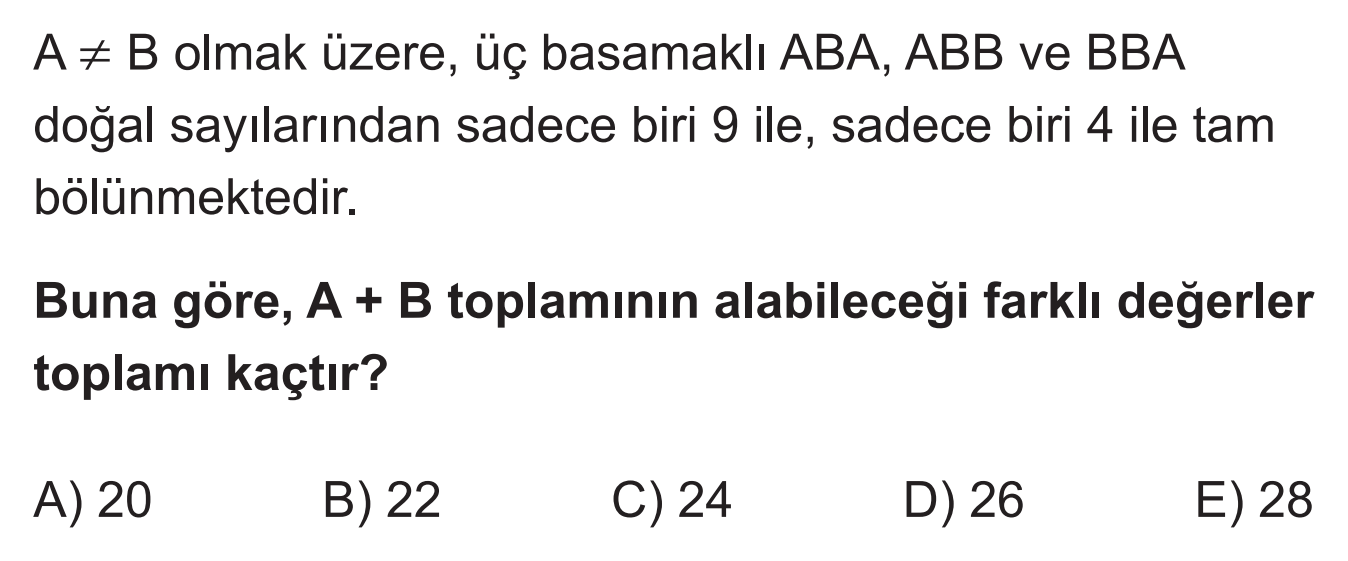 A ≠ B olmak üzere, üç basamaklı ABA, ABB ve BBA
doğal sayılarından sadece biri 9 ile, sadece biri 4 ile tam
bölünmektedir.
Buna göre, A + B toplamının alabileceği farklı değerler
toplamı kaçtır?
A) 20 B) 22 C) 24 D) 26 E) 28